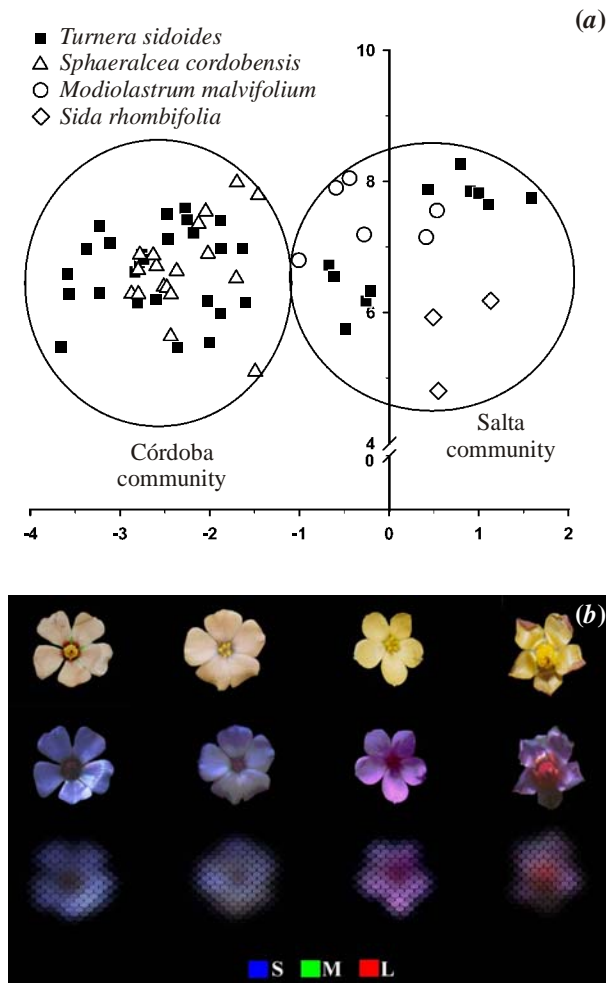 (a)
Turnera sidoides
Sphaeralcea cordobensis
Modiolastrum malvifolium
Sida rhombifolia
10
8
6
4
0
Córdoba
community
Salta
community
-4 -3 -2 -1 0 1 2
(b)
S M L